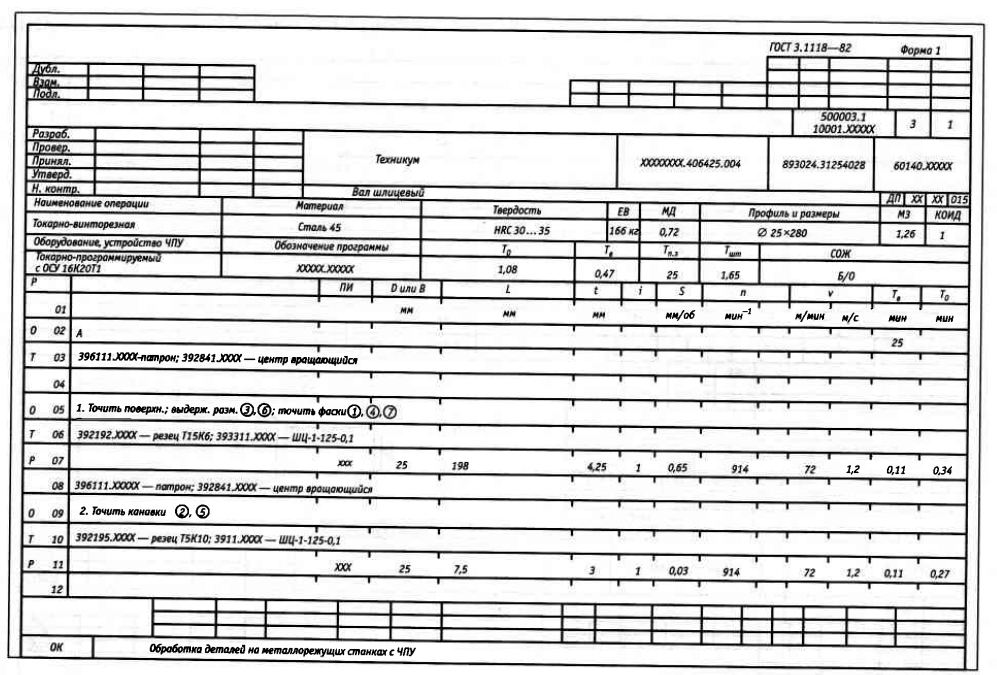 ГОСТ 3.1118—82 Форма 1
Дубл.
Взам.
Подл.
500003.1
10001.XXXXX 3 1
Разраб.
Провер.
Принял.
Утверд.
Н. контр.
Техникум XXXXXXXX.406425.004 893024.31254028 60140.XXXXX
Вал шлицевый ДП XX XX 015
Наименование операции Материал Твердость ЕВ МД Профиль и размеры МЗ КОИД
Токарно-винторезная Сталь 45 HRC 30...35 166 кг 0,72 Ø 25×280 1,26 1
Оборудование, устройство ЧПУ Обозначение программы Tо Tв Tп.з Tшт СОЖ
Токарно-программируемый
с ОСУ 16К20Т1 XXXXX.XXXXX 1,08 0,47 25 1,65 Б/О
Р ПИ D или B L t i S n v Tв Tо
01 мм мм мм мм/об мин⁻¹ м/мин м/с мин мин
О 02 А 25
Т 03 396111.XXXX-патрон; 392841.XXXX — центр вращающийся
04
О 05 1. Точить поверхн.; выдерж. разм. ③, ⑥; точить фаски ①, ④, ⑦
Т 06 392192.XXXX — резец Т15К6; 393311.XXXX — ШЦ-1-125-0,1
Р 07 XXX 25 198 4,25 1 0,65 914 72 1,2 0,11 0,34
08 396111.XXXXX — патрон; 392841.XXXX — центр вращающийся
О 09 2. Точить канавки ②, ⑤
Т 10 392195.XXXX — резец Т5К10; 3911.XXXX — ШЦ-1-125-0,1
Р 11 XXX 25 7,5 3 1 0,03 914 72 1,2 0,11 0,27
12
ОК Обработка деталей на металлорежущих станках с ЧПУ